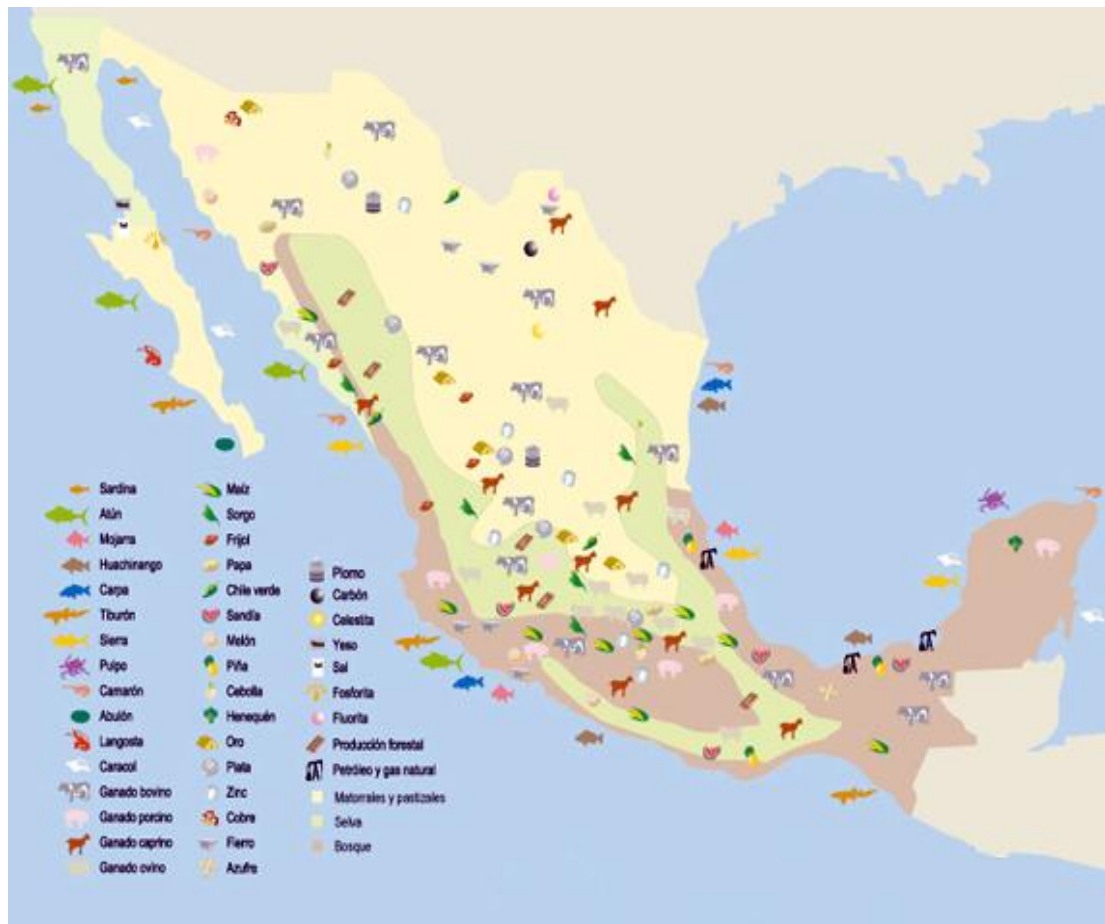 Sardina
Atún
Mojarra
Huachinango
Carpa
Tiburón
Sierra
Pulpo
Camarón
Abulón
Langosta
Caracol
Ganado bovino
Ganado porcino
Ganado caprino
Ganado ovino
Maíz
Sorgo
Frijol
Papa
Chile verde
Sandía
Melón
Piña
Cebolla
Henequén
Oro
Plata
Zinc
Cobre
Fierro
Azufre
Plomo
Carbón
Celestita
Yeso
Sal
Fosforita
Fluorita
Producción forestal
Petróleo y gas natural
Matorrales y pastizales
Selva
Bosque